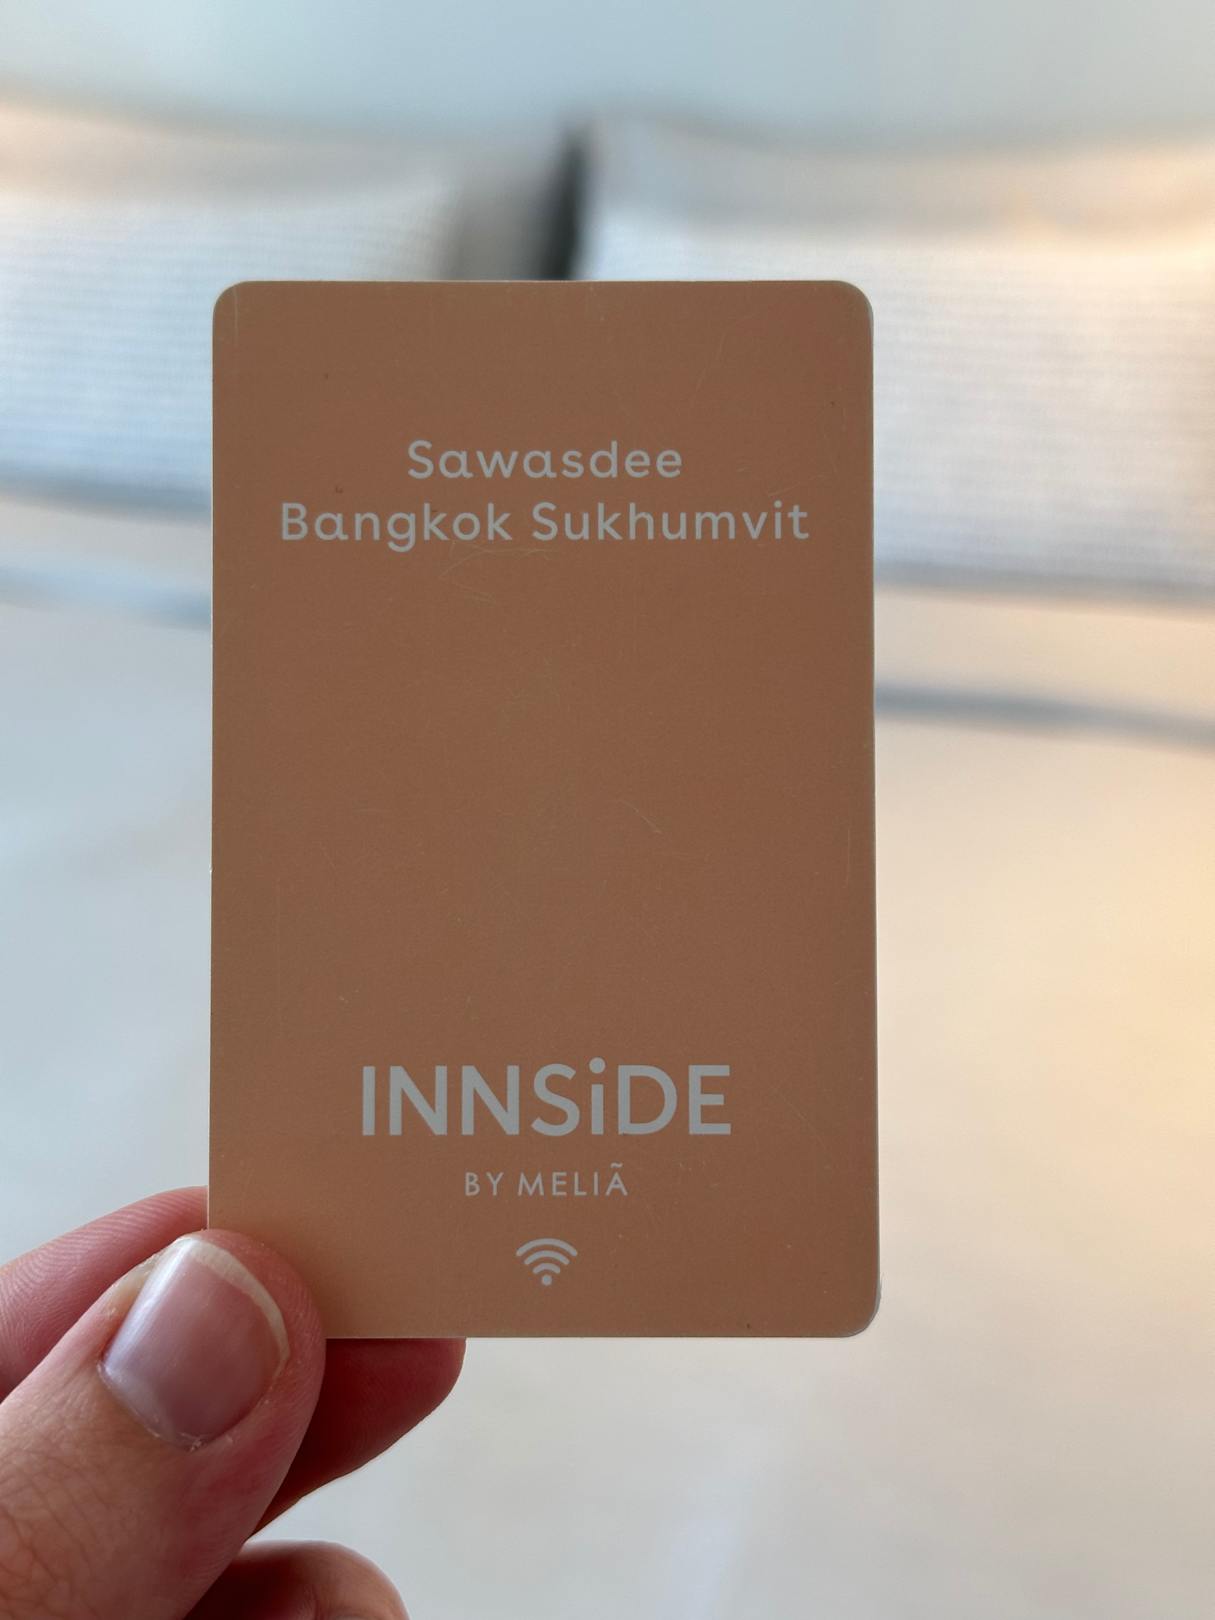 Sawasdee
Bangkok Sukhumvit
INNSiDE
BY MELIÃ